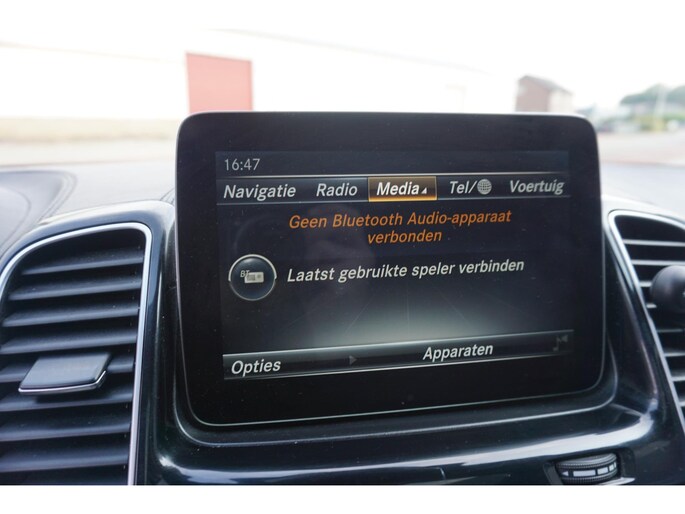 16:47
Navigatie Radio Media Tel/ Voertuig
Geen Bluetooth Audio-apparaat
verbonden
BT
Laatst gebruikte speler verbinden
Opties Apparaten